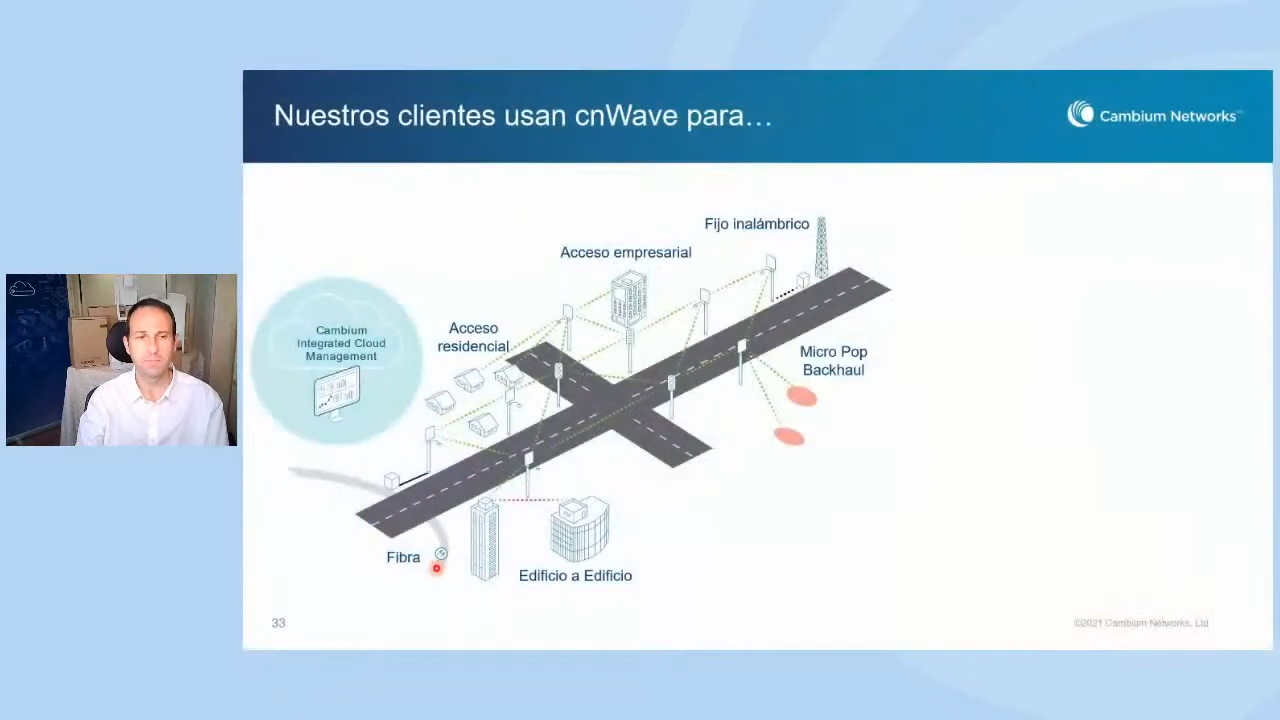 Nuestros clientes usan cnWave para…
Cambium Networks
Fijo inalámbrico
Acceso empresarial
Cambium
Integrated Cloud
Management
Acceso
residencial
Micro Pop
Backhaul
Fibra
Edificio a Edificio
33
©2021 Cambium Networks, Ltd